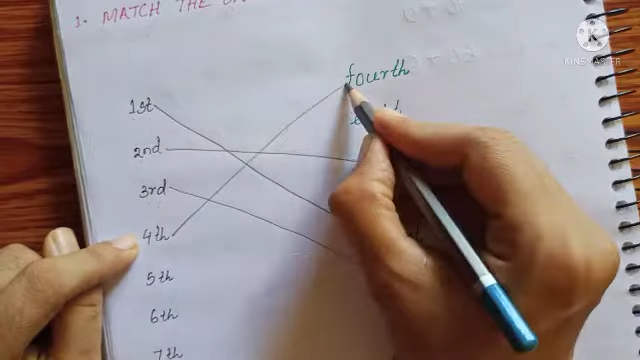 1. MATCH THE
KINEMASTER
fourth
1st
2nd
3rd
4th
5th
6th
7th